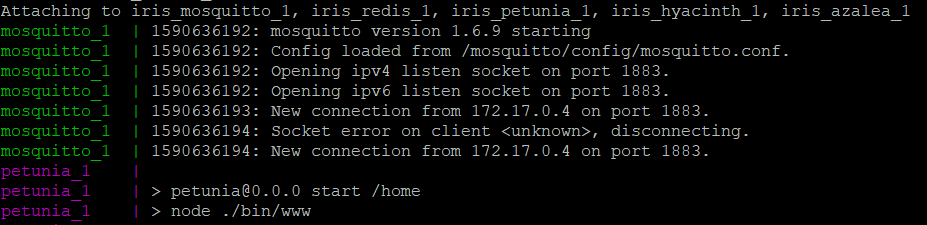 Attaching to iris_mosquitto_1, iris_redis_1, iris_petunia_1, iris_hyacinth_1, iris_azalea_1
mosquitto_1  | 1590636192: mosquitto version 1.6.9 starting
mosquitto_1  | 1590636192: Config loaded from /mosquitto/config/mosquitto.conf.
mosquitto_1  | 1590636192: Opening ipv4 listen socket on port 1883.
mosquitto_1  | 1590636192: Opening ipv6 listen socket on port 1883.
mosquitto_1  | 1590636193: New connection from 172.17.0.4 on port 1883.
mosquitto_1  | 1590636194: Socket error on client <unknown>, disconnecting.
mosquitto_1  | 1590636194: New connection from 172.17.0.4 on port 1883.
petunia_1    |
petunia_1    | > petunia@0.0.0 start /home
petunia_1    | > node ./bin/www